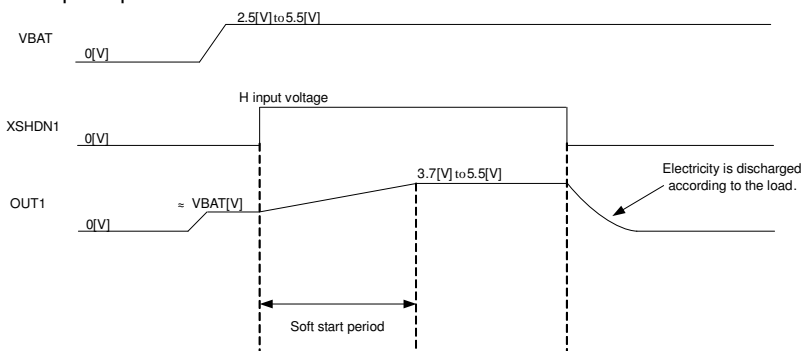 2.5[V] to 5.5[V]
VBAT
0[V]
H input voltage
XSHDN1
0[V]
3.7[V] to 5.5[V]
Electricity is discharged
according to the load.
OUT1
≈ VBAT[V]
0[V]
Soft start period